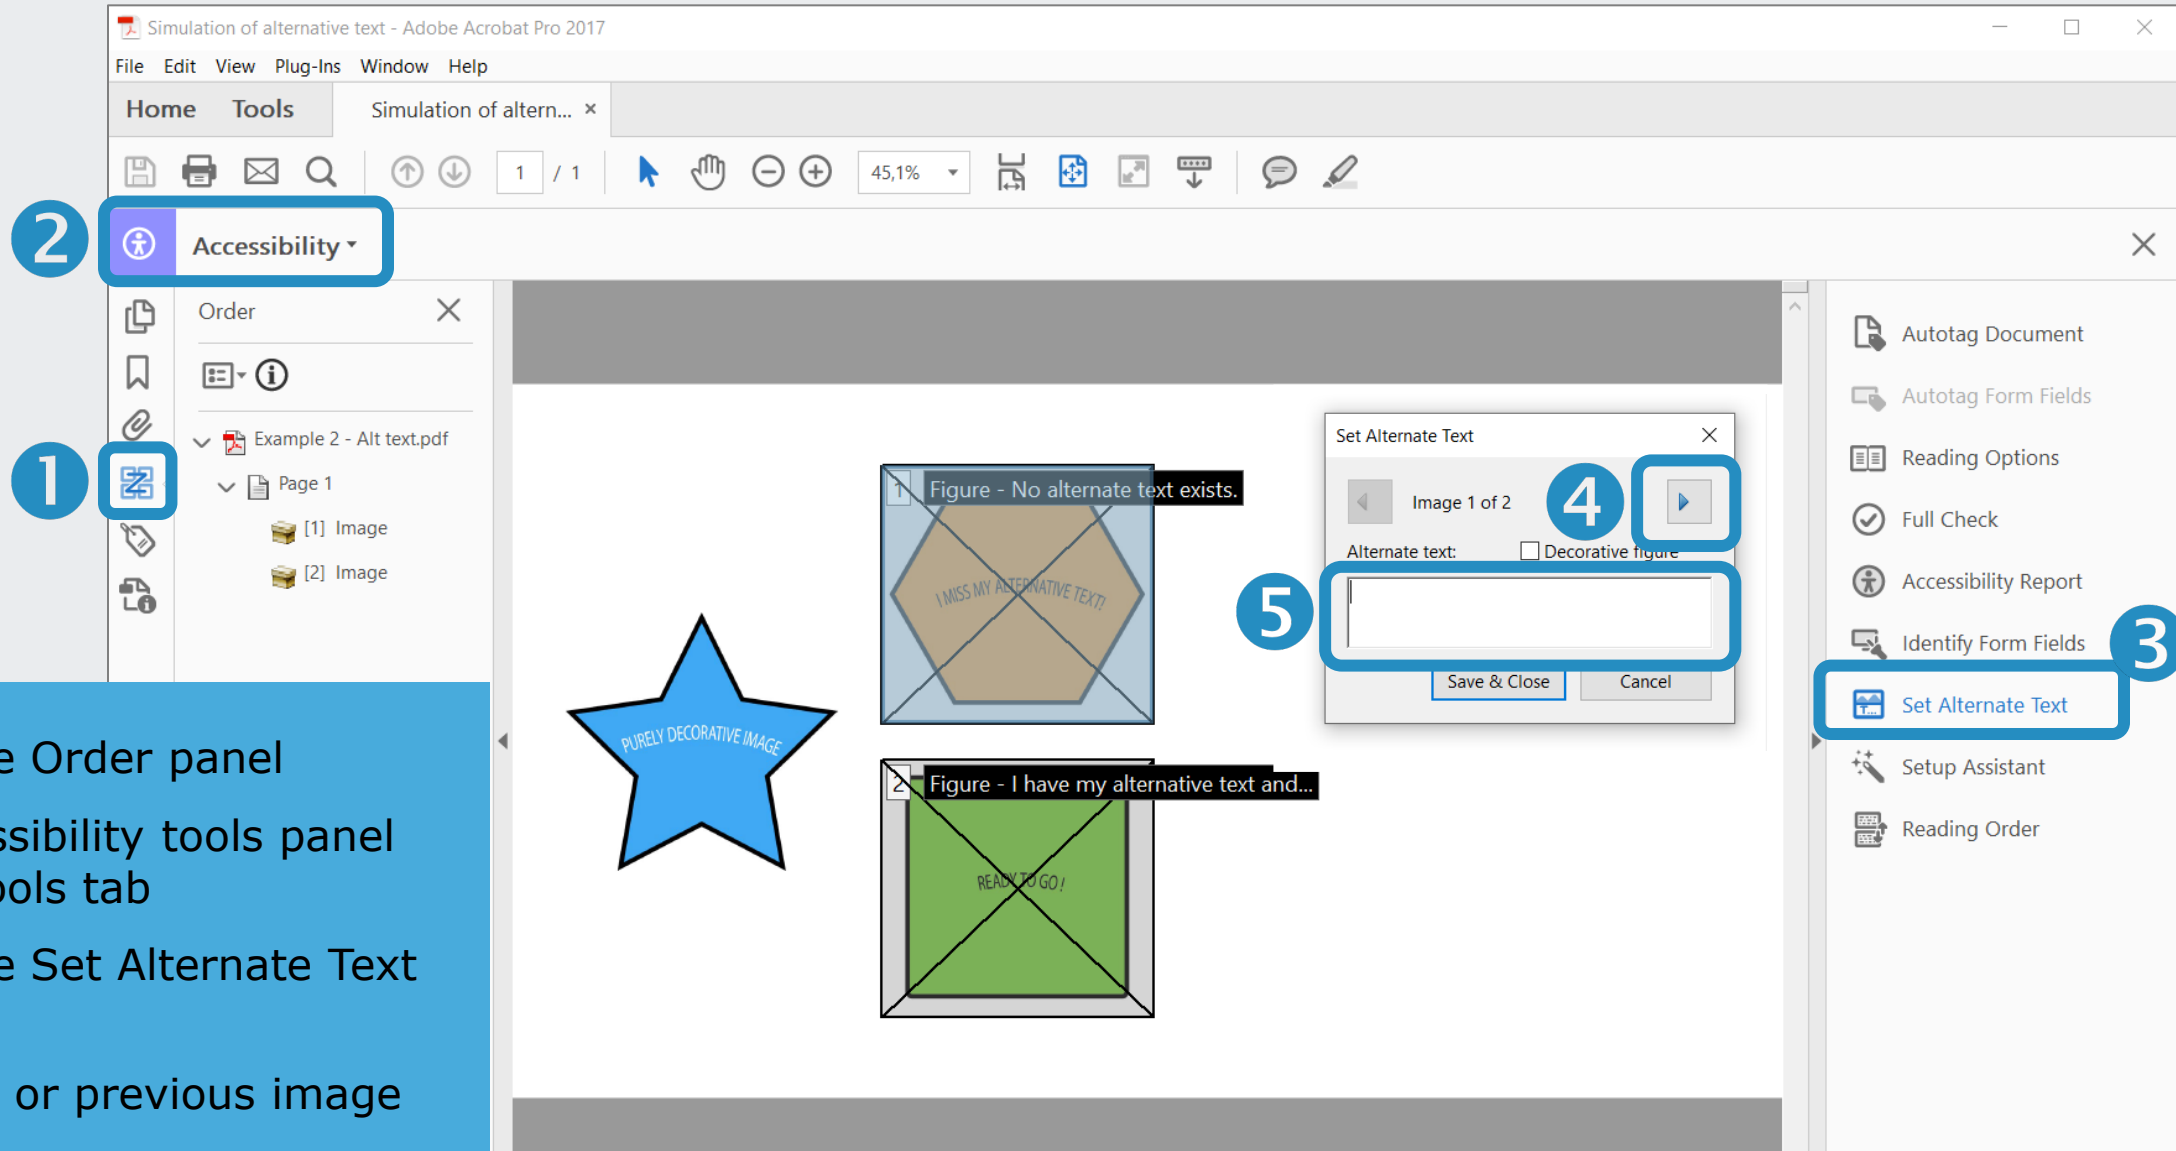 Simulation of alternative text - Adobe Acrobat Pro 2017
File Edit View Plug-Ins Window Help
Home Tools Simulation of altern... ×
1 / 1 45,1%
2 Accessibility
Order
Example 2 - Alt text.pdf
1
Page 1
[1] Image
[2] Image
PURELY DECORATIVE IMAGE
1 Figure - No alternate text exists.
I MISS MY ALTERNATIVE TEXT!
2 Figure - I have my alternative text and...
READY TO GO!
Set Alternate Text
Image 1 of 2
4
Alternate text: Decorative figure
5
Save & Close Cancel
Autotag Document
Autotag Form Fields
Reading Options
Full Check
Accessibility Report
Identify Form Fields
3
Set Alternate Text
Setup Assistant
Reading Order
Order panel
tools panel
tab
Set Alternate Text
or previous image